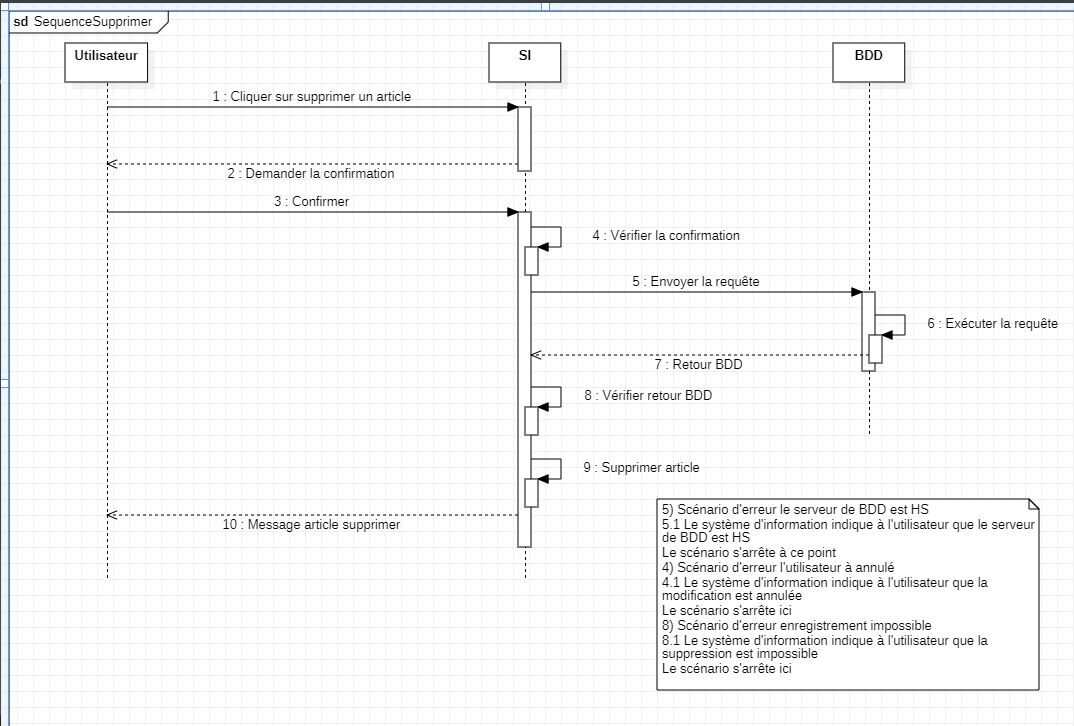 sd SequenceSupprimer
Utilisateur
SI
BDD
1 : Cliquer sur supprimer un article
2 : Demander la confirmation
3 : Confirmer
4 : Vérifier la confirmation
5 : Envoyer la requête
6 : Exécuter la requête
7 : Retour BDD
8 : Vérifier retour BDD
9 : Supprimer article
10 : Message article supprimer
5) Scénario d'erreur le serveur de BDD est HS
5.1 Le système d'information indique à l'utilisateur que le serveur
de BDD est HS
Le scénario s'arrête à ce point
4) Scénario d'erreur l'utilisateur à annulé
4.1 Le système d'information indique à l'utilisateur que la
modification est annulée
Le scénario s'arrête ici
8) Scénario d'erreur enregistrement impossible
8.1 Le système d'information indique à l'utilisateur que la
suppression est impossible
Le scénario s'arrête ici